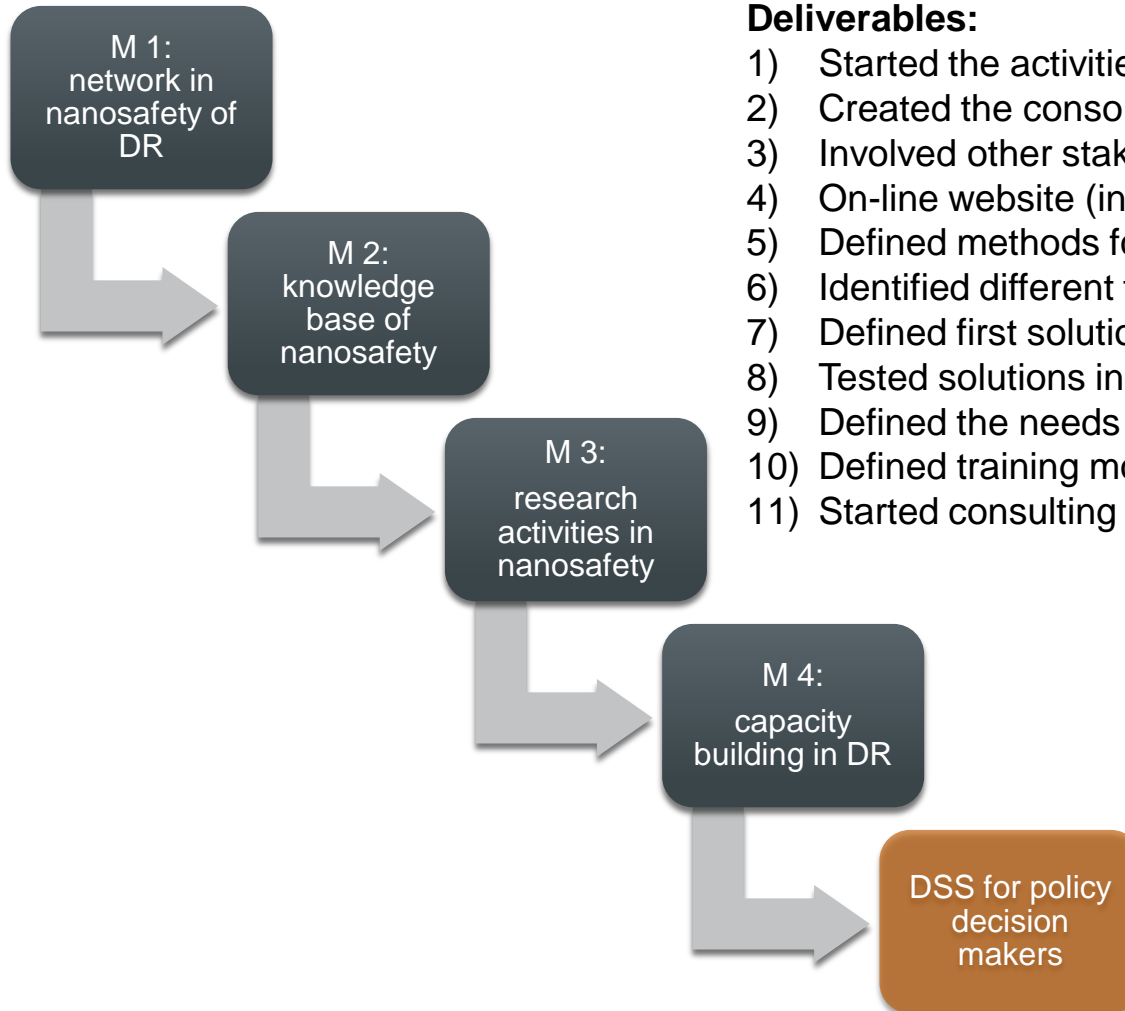 M 1:
network in
nanosafety of
DR
M 2:
knowledge
base of
nanosafety
M 3:
research
activities in
nanosafety
M 4:
capacity
building in DR
DSS for policy
decision
makers
Deliverables:
1) Started the activitie
2) Created the conso
3) Involved other stak
4) On-line website (in
5) Defined methods fo
6) Identified different
7) Defined first solutio
8) Tested solutions in
9) Defined the needs
10) Defined training mo
11) Started consulting